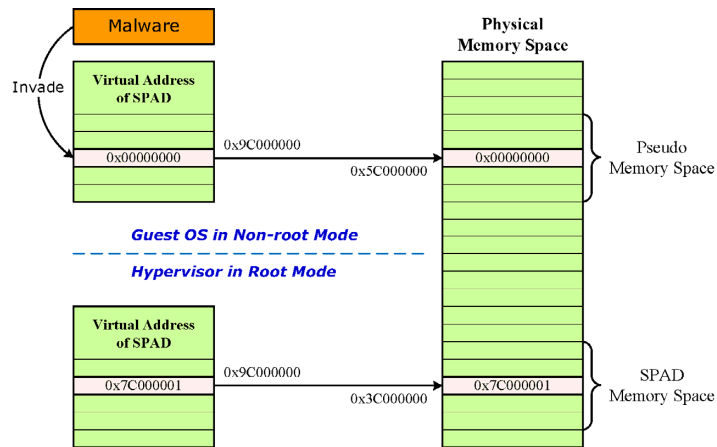 Malware
Physical
Memory Space
Invade
Virtual Address
of SPAD
0x00000000
0x9C000000
0x5C000000
0x00000000
Pseudo
Memory Space
Guest OS in Non-root Mode
Hypervisor in Root Mode
Virtual Address
of SPAD
0x7C000001
0x9C000000
0x3C000000
0x7C000001
SPAD
Memory Space